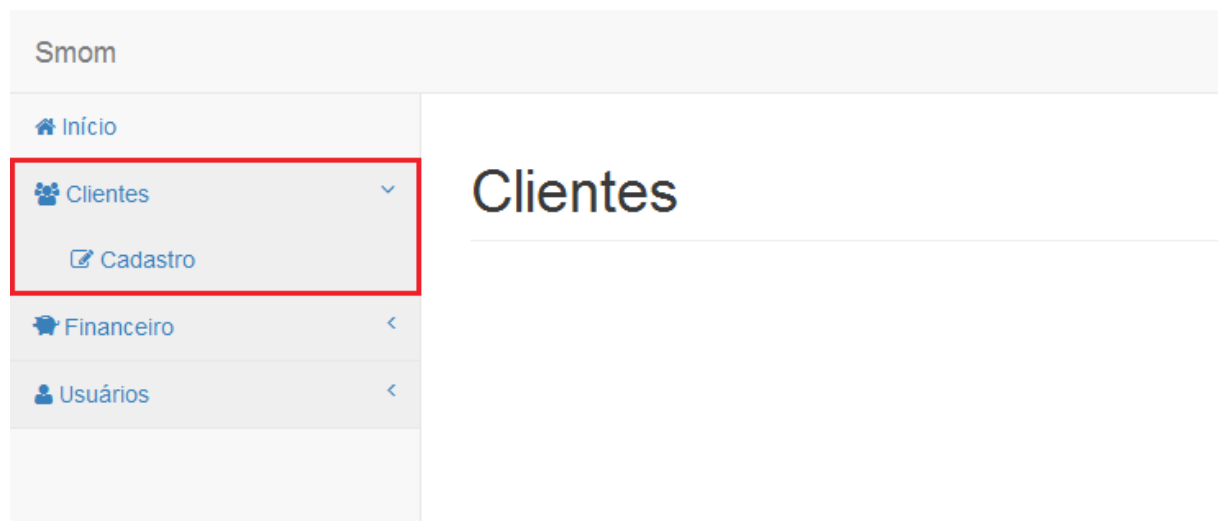 Smom
Início
Clientes
Cadastro
Financeiro
Usuários
Clientes